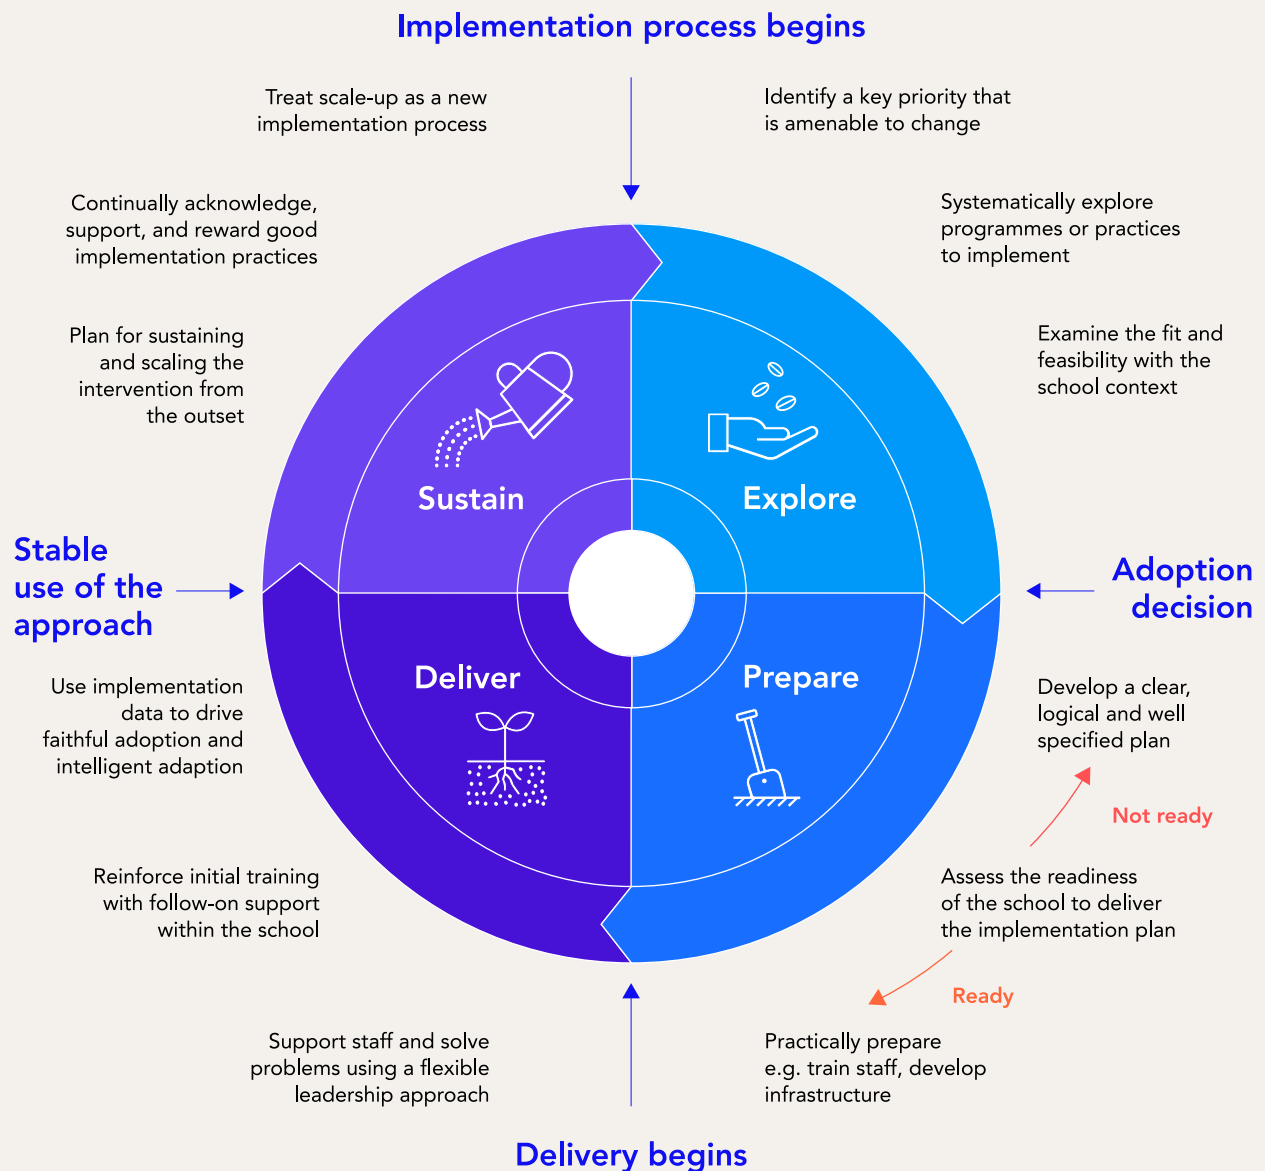 Implementation process begins
Identify a key priority that
is amenable to change
Systematically explore
programmes or practices
to implement
Examine the fit and
feasibility with the
school context
Explore
Adoption
decision
Prepare
Develop a clear,
logical and well
specified plan
Not ready
Assess the readiness
of the school to deliver
the implementation plan
Ready
Practically prepare
e.g. train staff, develop
infrastructure
Delivery begins
Deliver
Support staff and solve
problems using a flexible
leadership approach
Reinforce initial training
with follow-on support
within the school
Use implementation
data to drive
faithful adoption and
intelligent adaption
Stable
use of the
approach
Sustain
Plan for sustaining
and scaling the
intervention from
the outset
Continually acknowledge,
support, and reward good
implementation practices
Treat scale-up as a new
implementation process